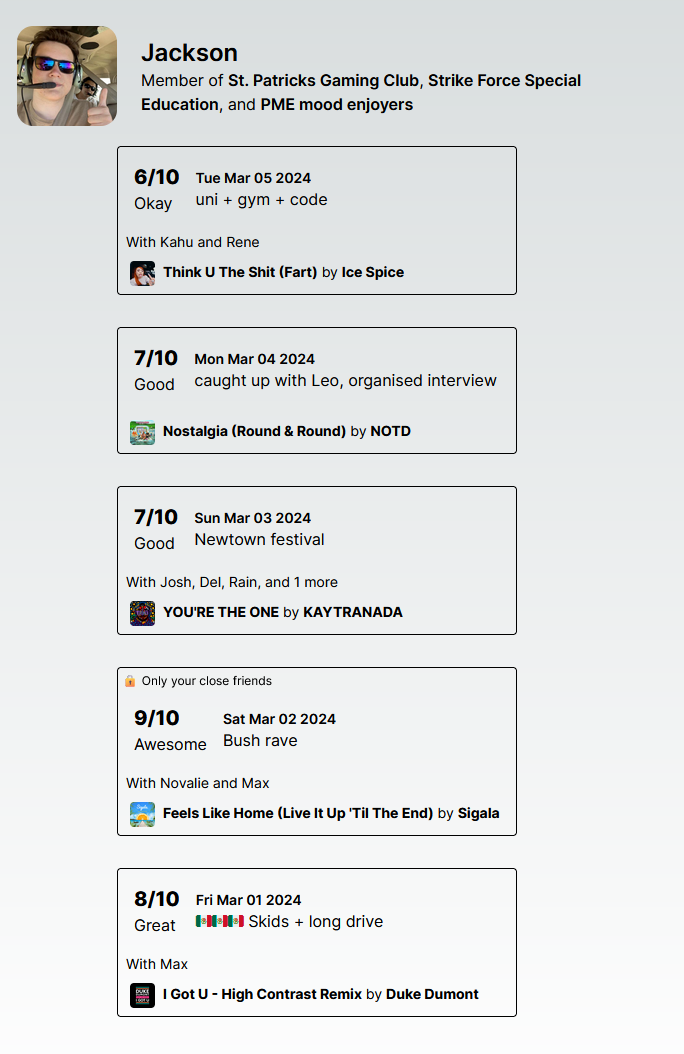 Jackson
Member of St. Patricks Gaming Club, Strike Force Special
Education, and PME mood enjoyers
6/10
Okay
Tue Mar 05 2024
uni + gym + code
With Kahu and Rene
Think U The Shit (Fart) by Ice Spice
7/10
Good
Mon Mar 04 2024
caught up with Leo, organised interview
Nostalgia (Round & Round) by NOTD
7/10
Good
Sun Mar 03 2024
Newtown festival
With Josh, Del, Rain, and 1 more
YOU'RE THE ONE by KAYTRANADA
🔒 Only your close friends
9/10
Awesome
Sat Mar 02 2024
Bush rave
With Novalie and Max
Feels Like Home (Live It Up 'Til The End) by Sigala
8/10
Great
Fri Mar 01 2024
🇲🇽🇲🇽🇲🇽 Skids + long drive
With Max
I Got U - High Contrast Remix by Duke Dumont